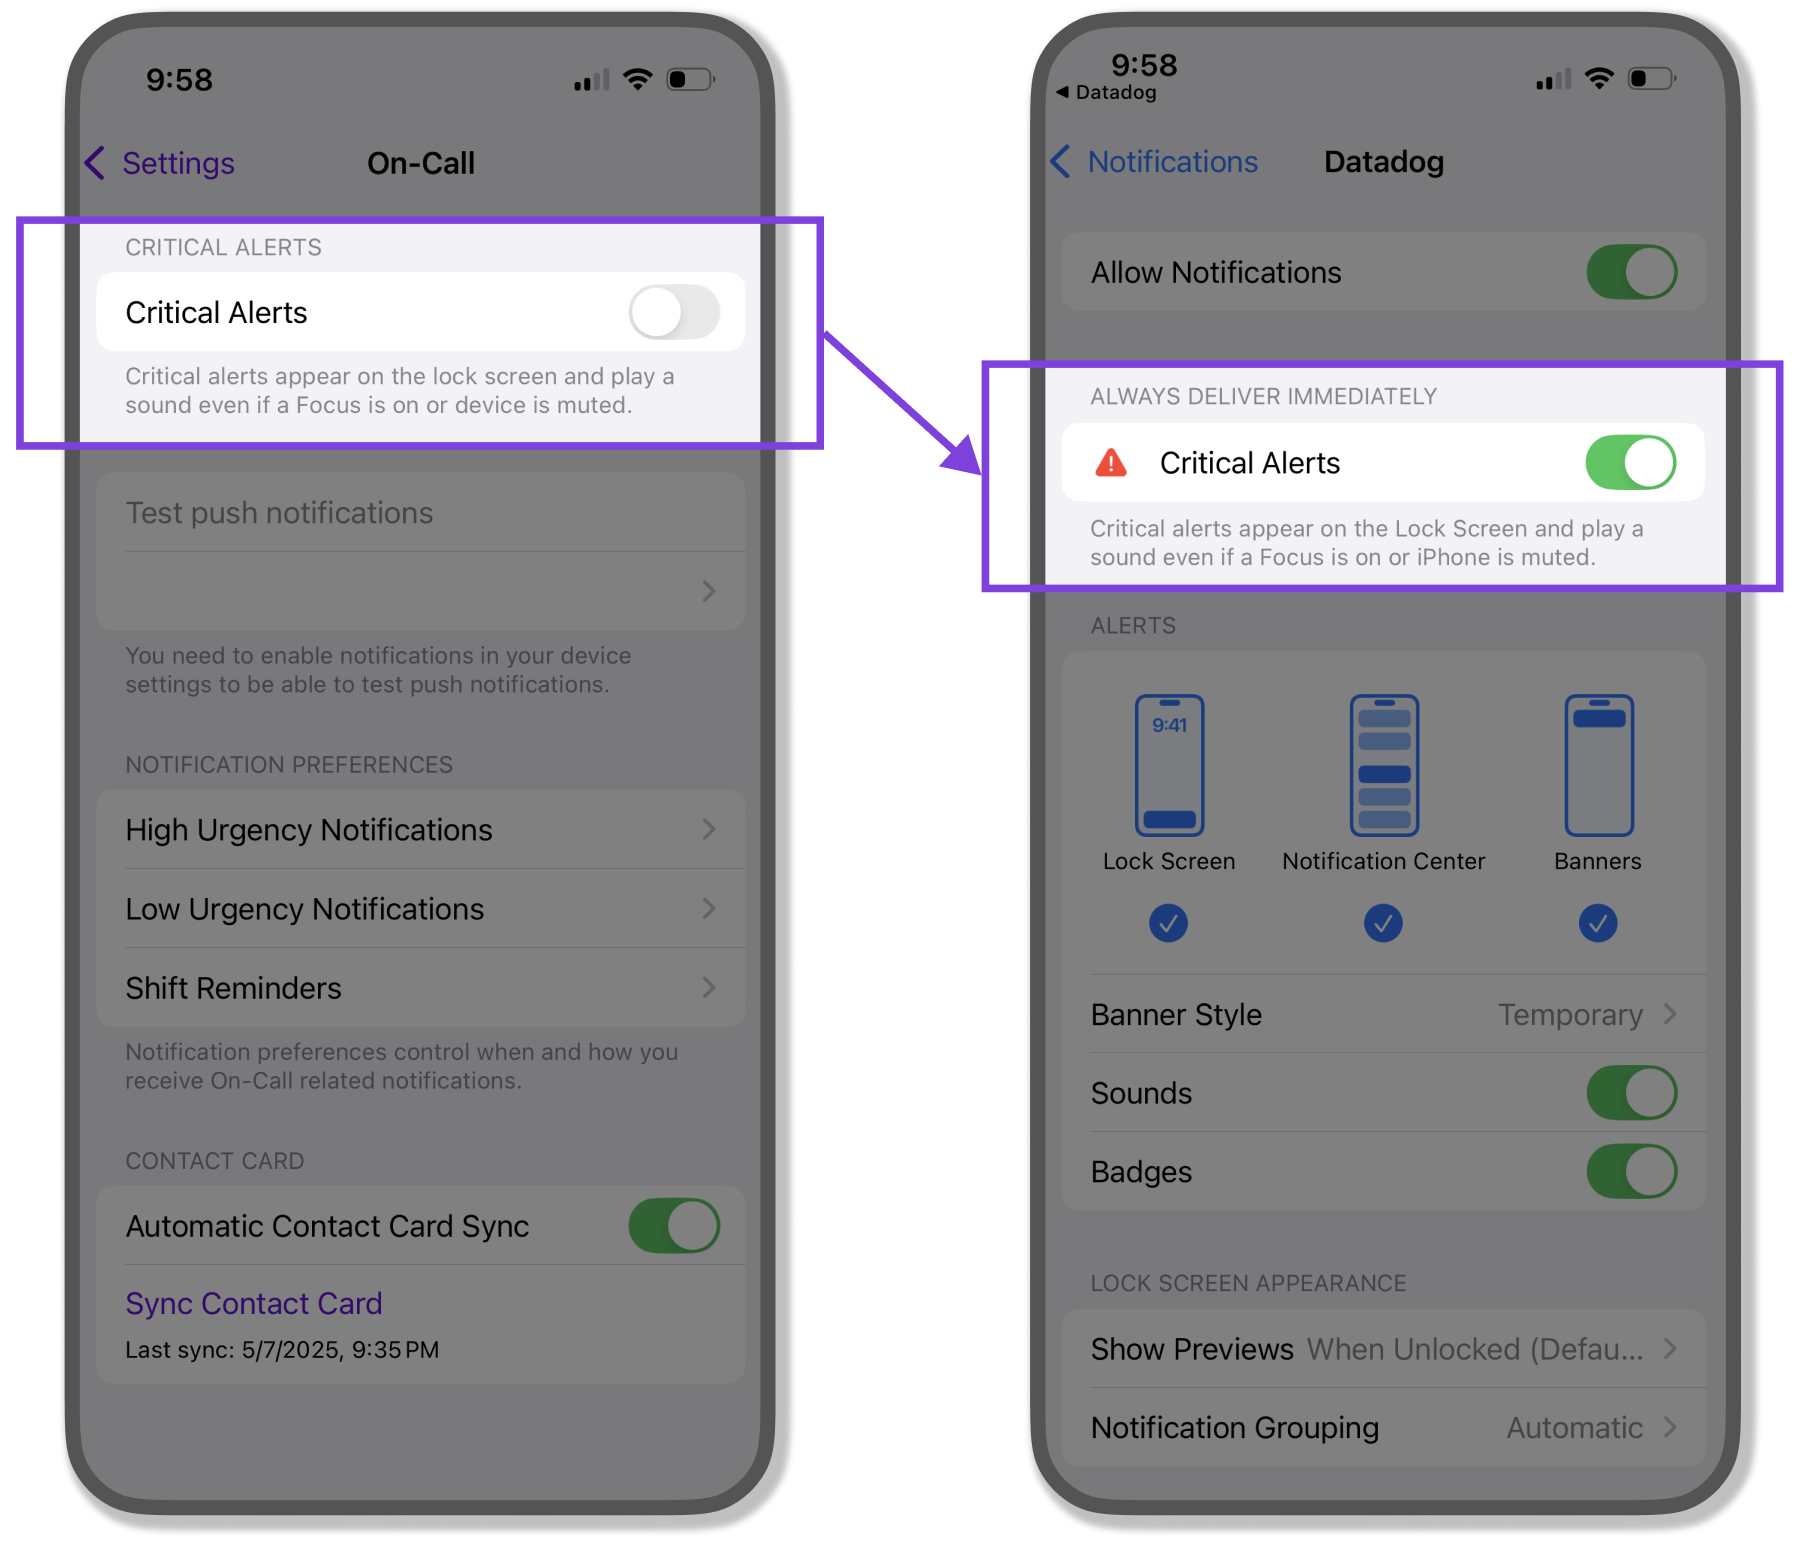 9:58
Settings
On-Call
CRITICAL ALERTS
Critical Alerts
Critical alerts appear on the lock screen and play a
sound even if a Focus is on or device is muted.
Test push notifications
You need to enable notifications in your device
settings to be able to test push notifications.
NOTIFICATION PREFERENCES
High Urgency Notifications
Low Urgency Notifications
Shift Reminders
Notification preferences control when and how you
receive On-Call related notifications.
CONTACT CARD
Automatic Contact Card Sync
Sync Contact Card
Last sync: 5/7/2025, 9:35 PM
9:58
Datadog
Notifications
Datadog
Allow Notifications
ALWAYS DELIVER IMMEDIATELY
Critical Alerts
Critical alerts appear on the Lock Screen and play a
sound even if a Focus is on or iPhone is muted.
ALERTS
9:41
Lock Screen
Notification Center
Banners
Banner Style
Temporary
Sounds
Badges
LOCK SCREEN APPEARANCE
Show Previews When Unlocked (Defau...
Notification Grouping
Automatic